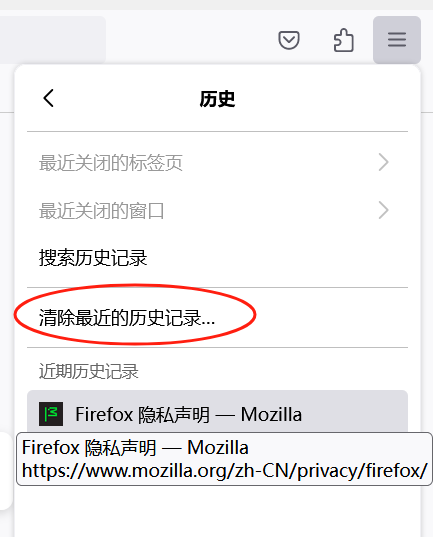 历史
最近关闭的标签页
最近关闭的窗口
搜索历史记录
清除最近的历史记录...
近期历史记录
Firefox 隐私声明 — Mozilla
Firefox 隐私声明 — Mozilla
https://www.mozilla.org/zh-CN/privacy/firefox/